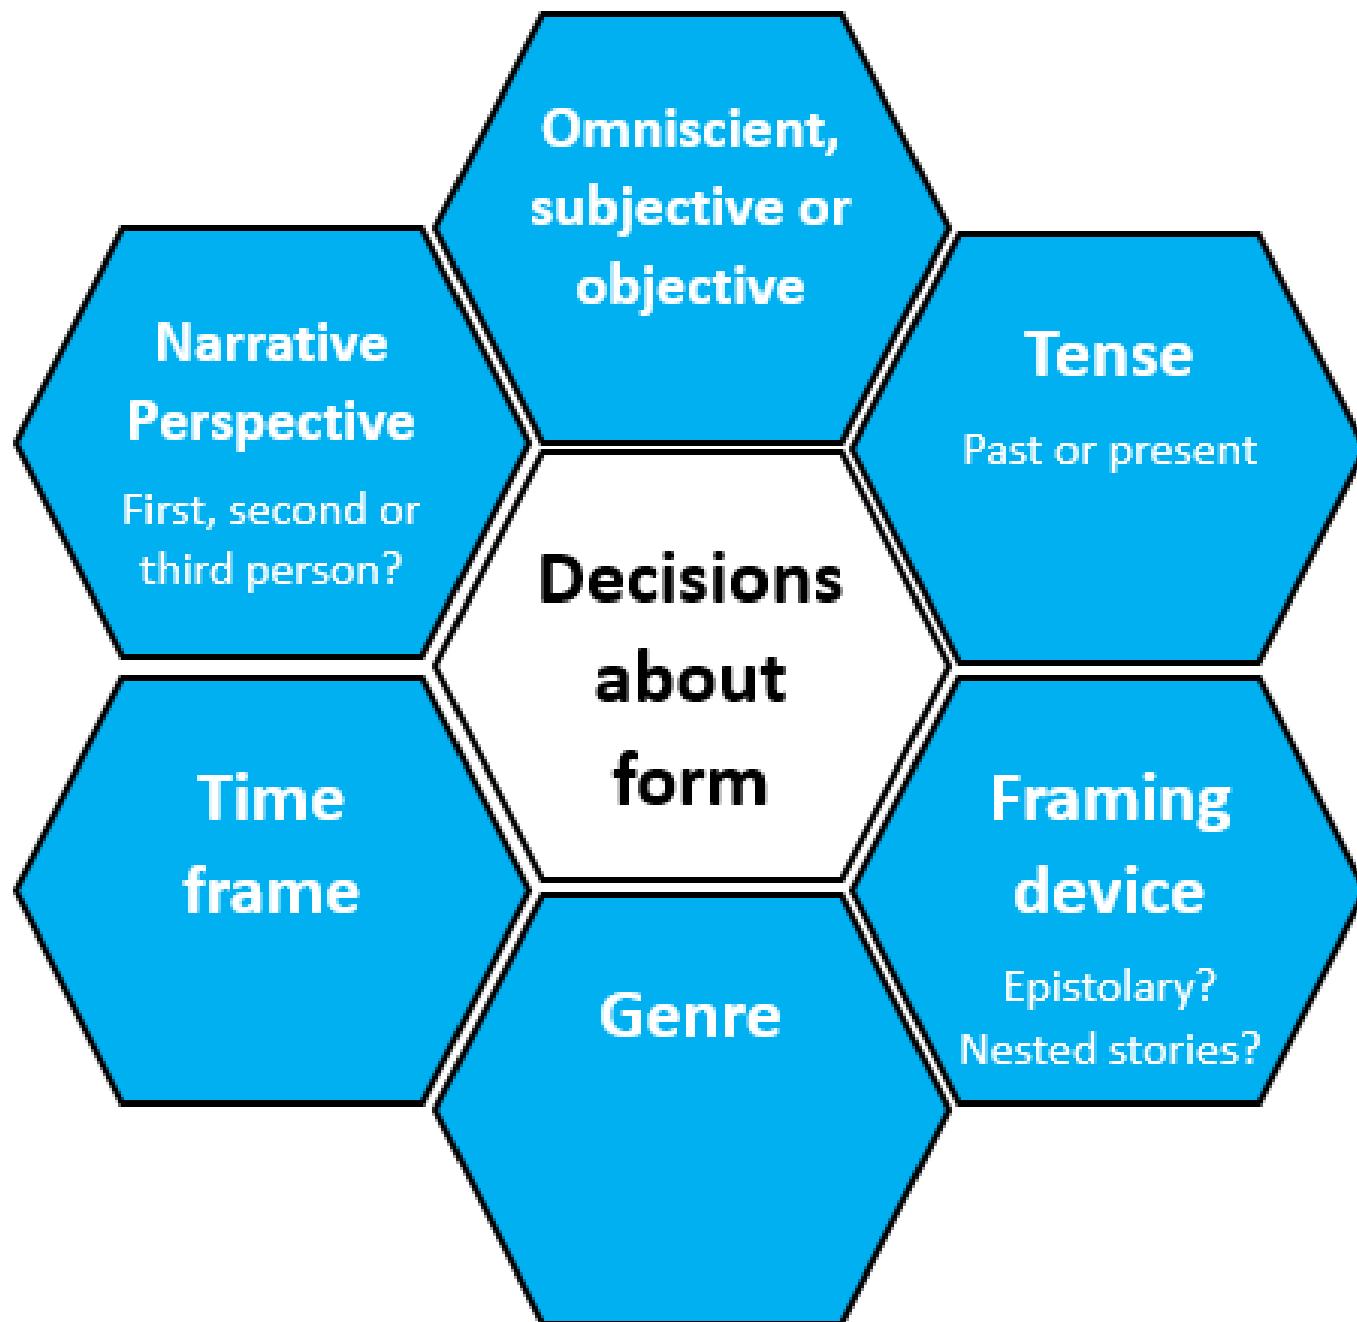 Omniscient,
subjective or
objective
Narrative
Perspective
First, second or
third person?
Tense
Past or present
Decisions
about
form
Time
frame
Framing
device
Epistolary?
Nested stories?
Genre